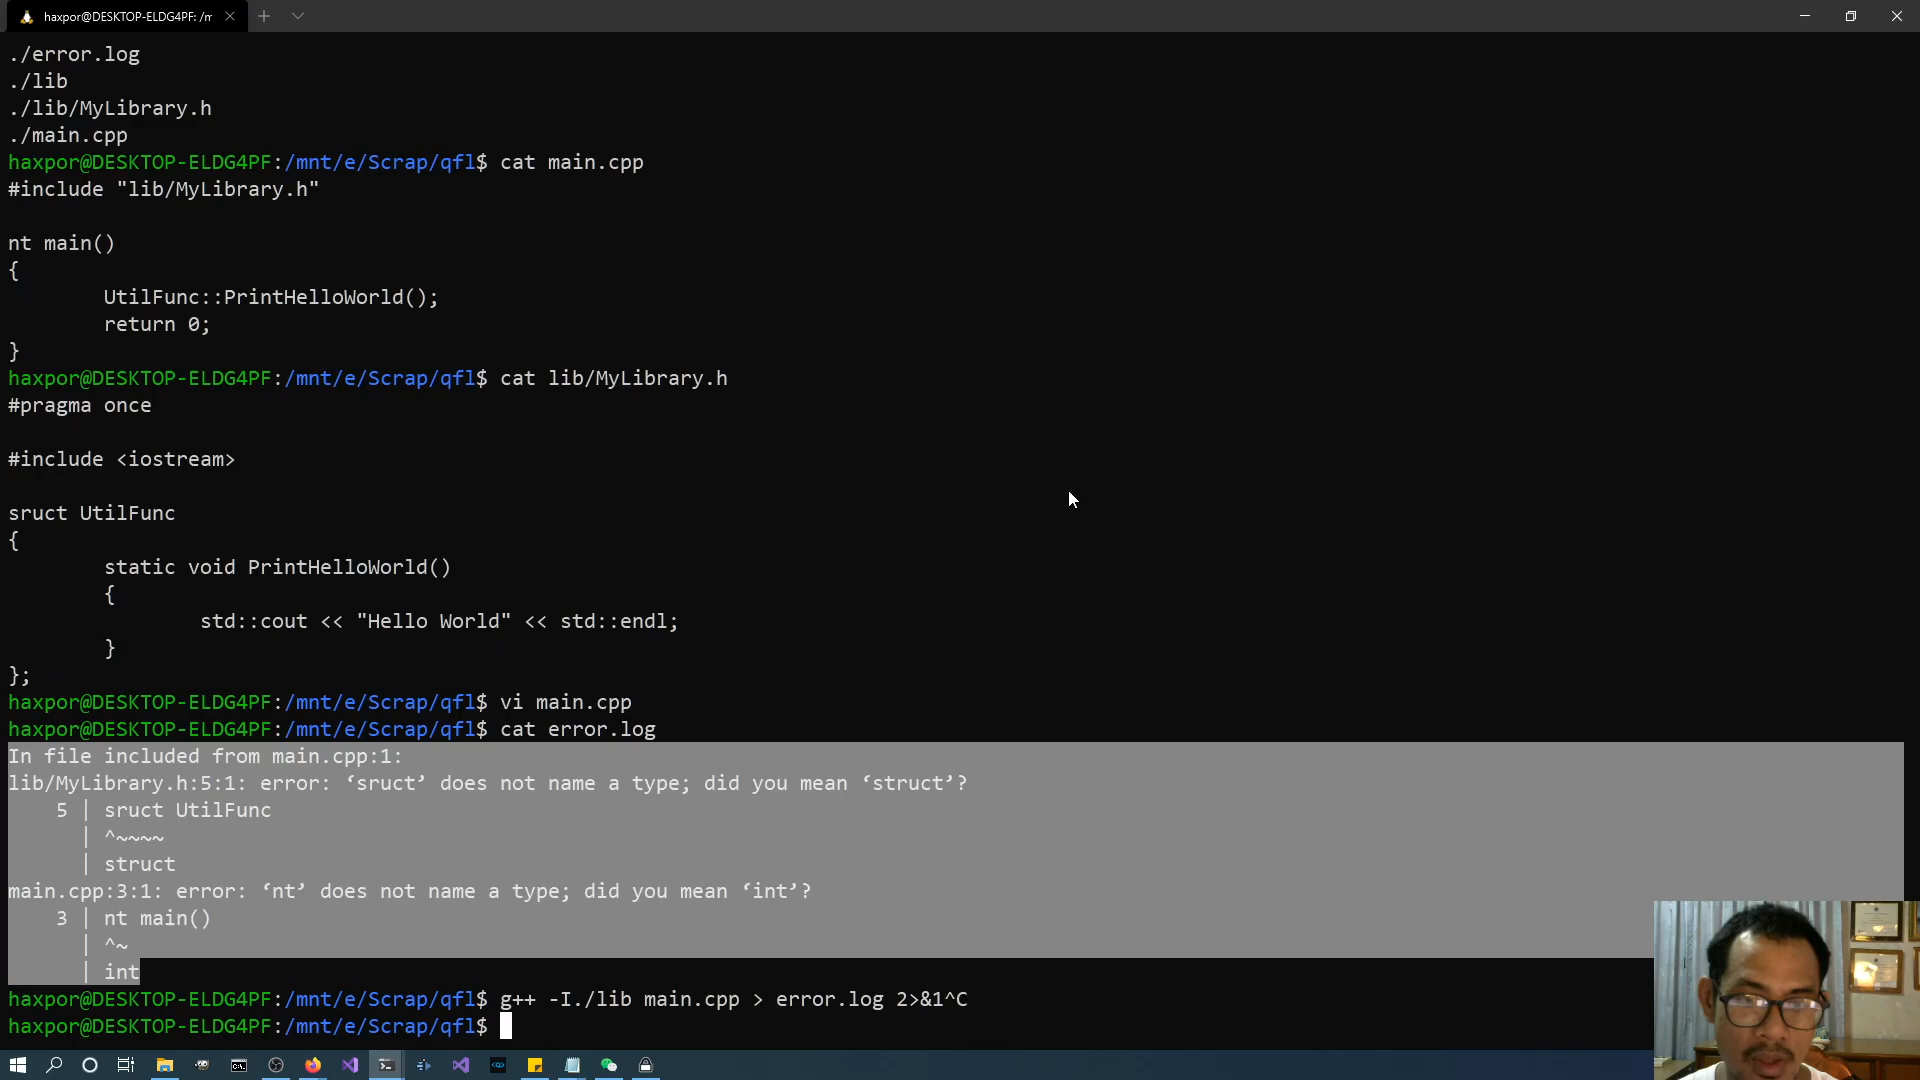 haxpor@DESKTOP-ELDG4PF: /m
./error.log
./lib
./lib/MyLibrary.h
./main.cpp
haxpor@DESKTOP-ELDG4PF:/mnt/e/Scrap/qfl$ cat main.cpp
#include "lib/MyLibrary.h"
nt main()
{
UtilFunc::PrintHelloWorld();
return 0;
}
haxpor@DESKTOP-ELDG4PF:/mnt/e/Scrap/qfl$ cat lib/MyLibrary.h
#pragma once
#include <iostream>
sruct UtilFunc
{
static void PrintHelloWorld()
{
std::cout << "Hello World" << std::endl;
}
};
haxpor@DESKTOP-ELDG4PF:/mnt/e/Scrap/qfl$ vi main.cpp
haxpor@DESKTOP-ELDG4PF:/mnt/e/Scrap/qfl$ cat error.log
In file included from main.cpp:1:
lib/MyLibrary.h:5:1: error: ‘sruct’ does not name a type; did you mean ‘struct’?
5 | sruct UtilFunc
| ^~~~~
| struct
main.cpp:3:1: error: ‘nt’ does not name a type; did you mean ‘int’?
3 | nt main()
| ^~
| int
haxpor@DESKTOP-ELDG4PF:/mnt/e/Scrap/qfl$ g++ -I./lib main.cpp > error.log 2>&1^C
haxpor@DESKTOP-ELDG4PF:/mnt/e/Scrap/qfl$